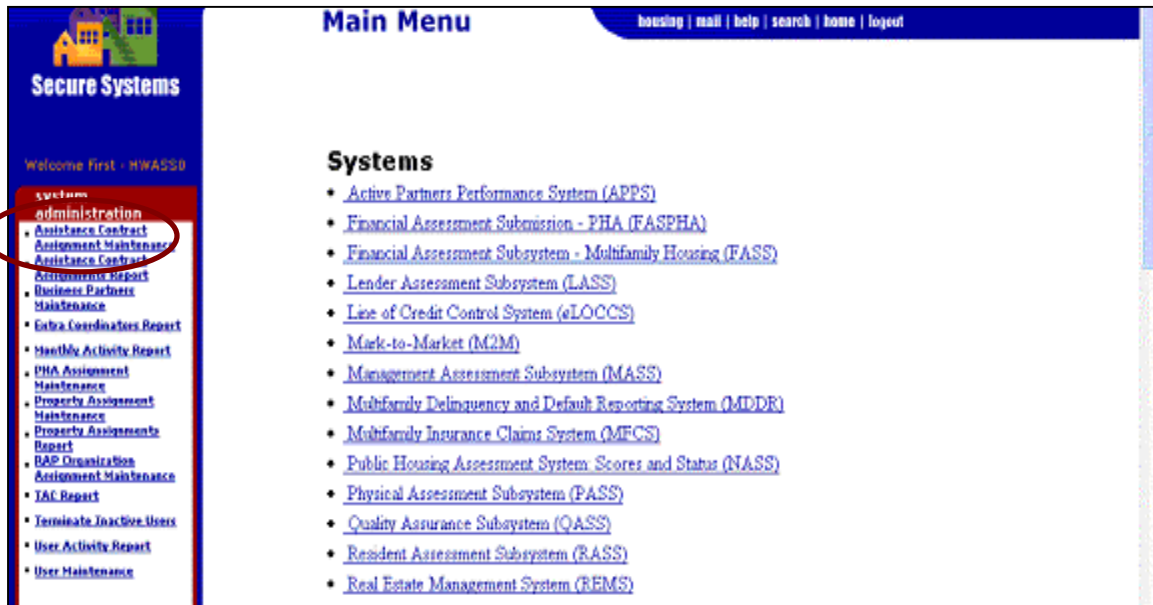 Main Menu
housing | mail | help | search | home | logout
Secure Systems
Welcome First - HWASS0
system
administration
Assistance Contract
Assignment Maintenance
Assistance Contract
Assignments Report
Business Partners
Maintenance
Extra Coordinators Report
Monthly Activity Report
PHA Assignment
Maintenance
Property Assignment
Maintenance
Property Assignments
Report
RAP Organization
Assignment Maintenance
TAC Report
Terminate Inactive Users
User Activity Report
User Maintenance
Systems
Active Partners Performance System (APPS)
Financial Assessment Submission - PHA (FASPHA)
Financial Assessment Subsystem - Multifamily Housing (FASS)
Lender Assessment Subsystem (LASS)
Line of Credit Control System (eLOCCS)
Mark-to-Market (M2M)
Management Assessment Subsystem (MASS)
Multifamily Delinquency and Default Reporting System (MDDR)
Multifamily Insurance Claims System (MFCS)
Public Housing Assessment System: Scores and Status (NASS)
Physical Assessment Subsystem (PASS)
Quality Assurance Subsystem (QASS)
Resident Assessment Subsystem (RASS)
Real Estate Management System (REMS)